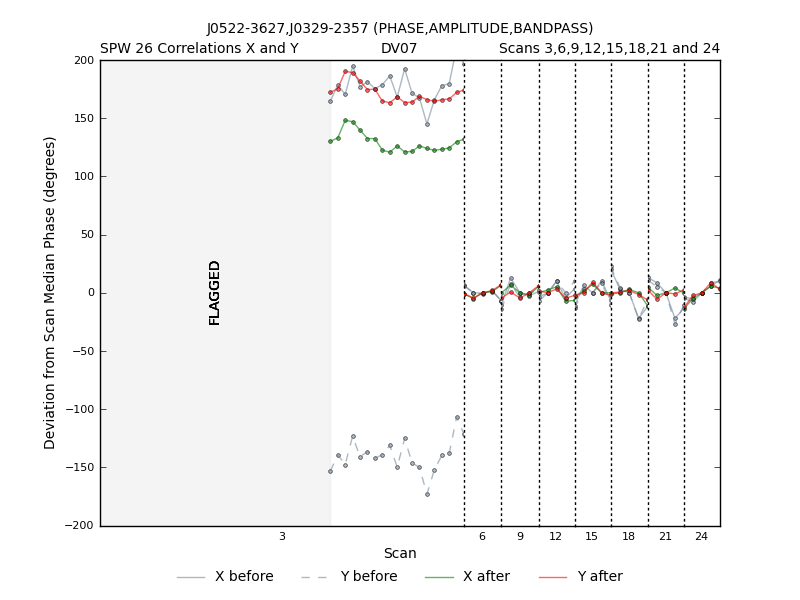 J0522-3627,J0329-2357 (PHASE,AMPLITUDE,BANDPASS)
SPW 26 Correlations X and Y DV07 Scans 3,6,9,12,15,18,21 and 24
200
150
100
50
0
−50
−100
−150
−200
Deviation from Scan Median Phase (degrees)
FLAGGED
3 6 9 12 15 18 21 24
Scan
X before Y before X after Y after